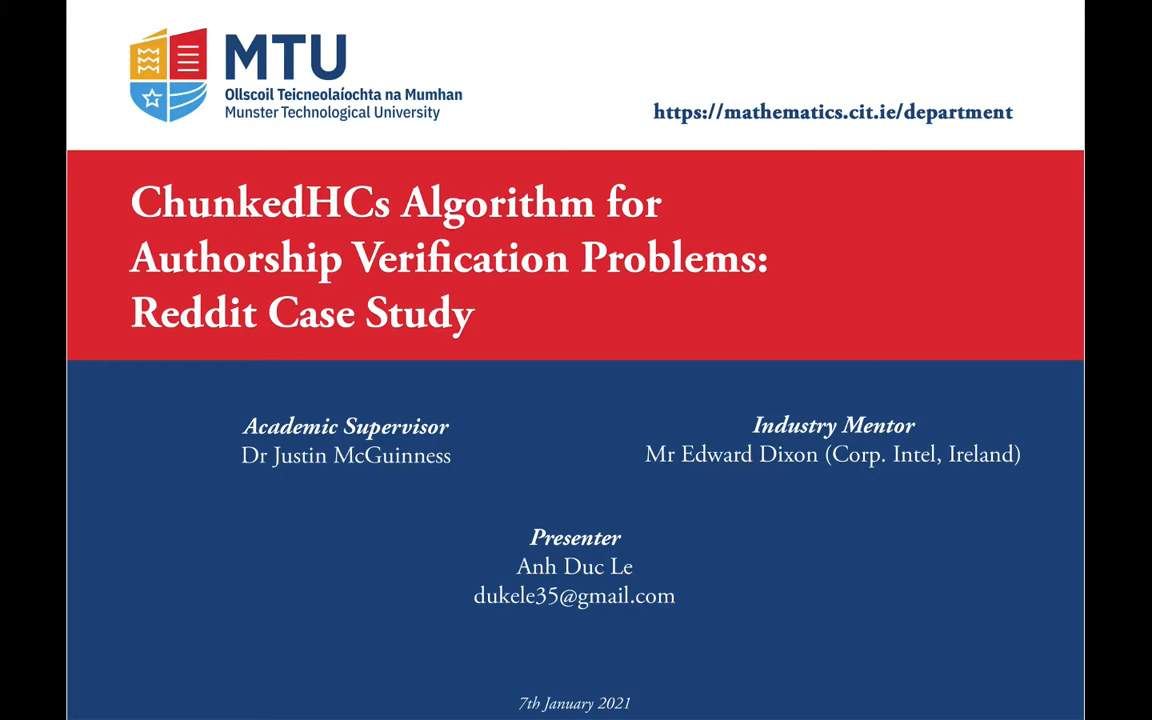 MTU
Ollscoil Teicneolaíochta na Mumhan
Munster Technological University
https://mathematics.cit.ie/department
ChunkedHCs Algorithm for
Authorship Verification Problems:
Reddit Case Study
Academic Supervisor
Dr Justin McGuinness
Industry Mentor
Mr Edward Dixon (Corp. Intel, Ireland)
Presenter
Anh Duc Le
dukele35@gmail.com
7th January 2021